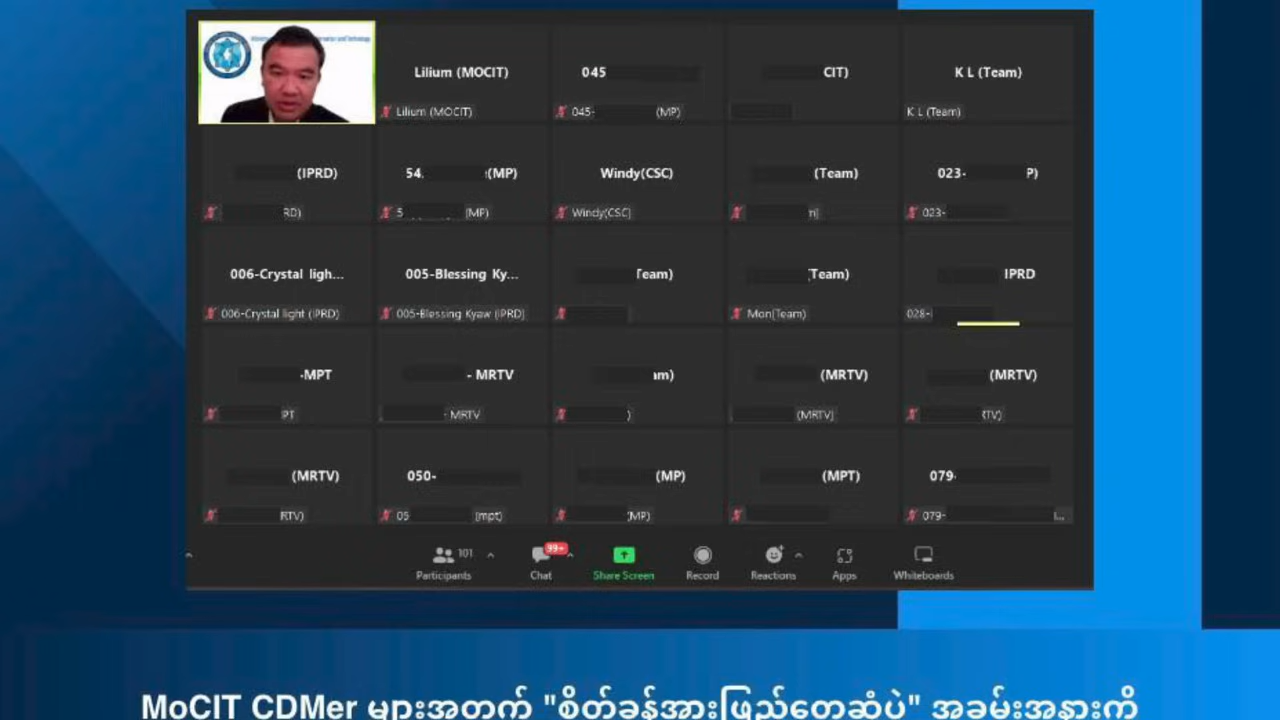 Lilium (MOCIT)
045
CIT)
K L (Team)
Lilium (MOCIT)
045-
(MP)
K L (Team)
(IPRD)
54.
(MP)
Windy(CSC)
(Team)
023-
P)
RD)
5
(MP)
Windy(CSC)
023-
006-Crystal ligh...
005-Blessing Ky...
Team)
Team)
IPRD
006-Crystal light (IPRD)
005-Blessing Kyaw (IPRD)
Mon(Team)
028-
-MPT
- MRTV
am)
(MRTV)
(MRTV)
PT
- MRTV
)
(MRTV)
TV)
(MRTV)
050-
(MP)
(MPT)
079-
RTV)
05
(mpt)
(MP)
079-
...
101
99+
Participants
Chat
Share Screen
Record
Reactions
Apps
Whiteboards
MoCIT CDMer များအတွက် "စိတ်ခွန်အားဖြည့်တွေ့ဆုံပွဲ" အခမ်းအနားကို